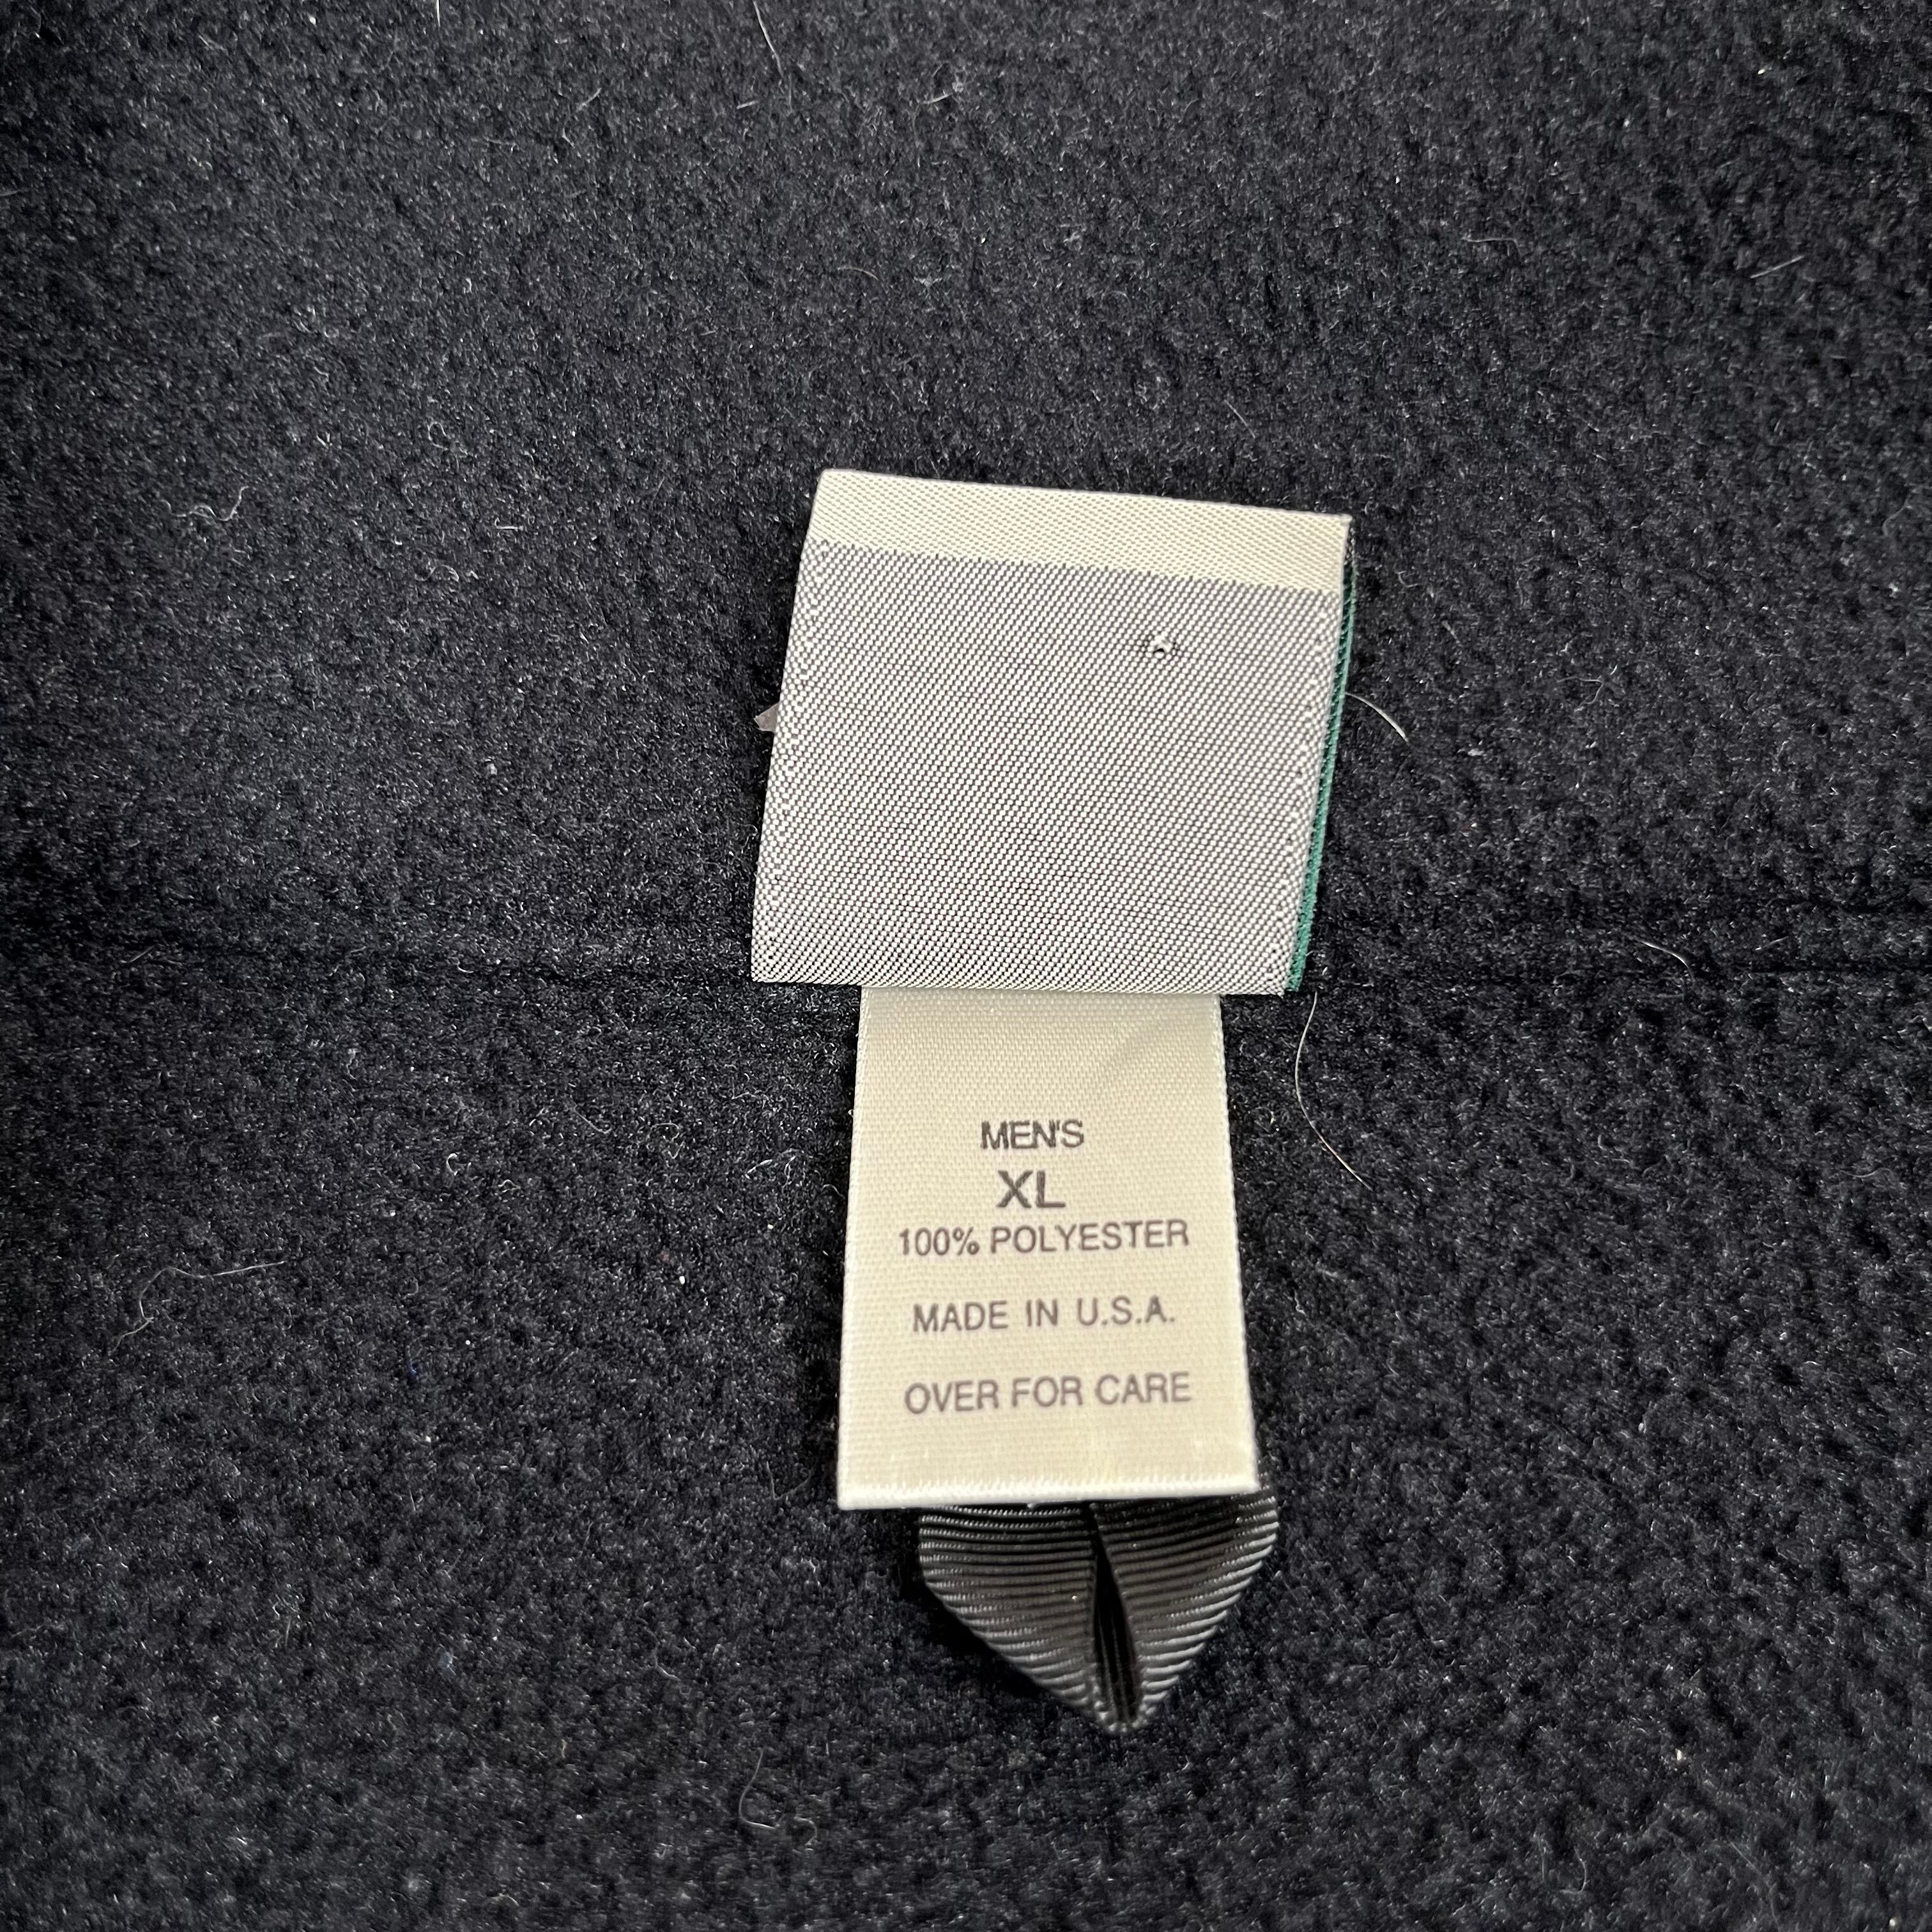 MEN'S
XL
100% POLYESTER
MADE IN U.S.A.
OVER FOR CARE